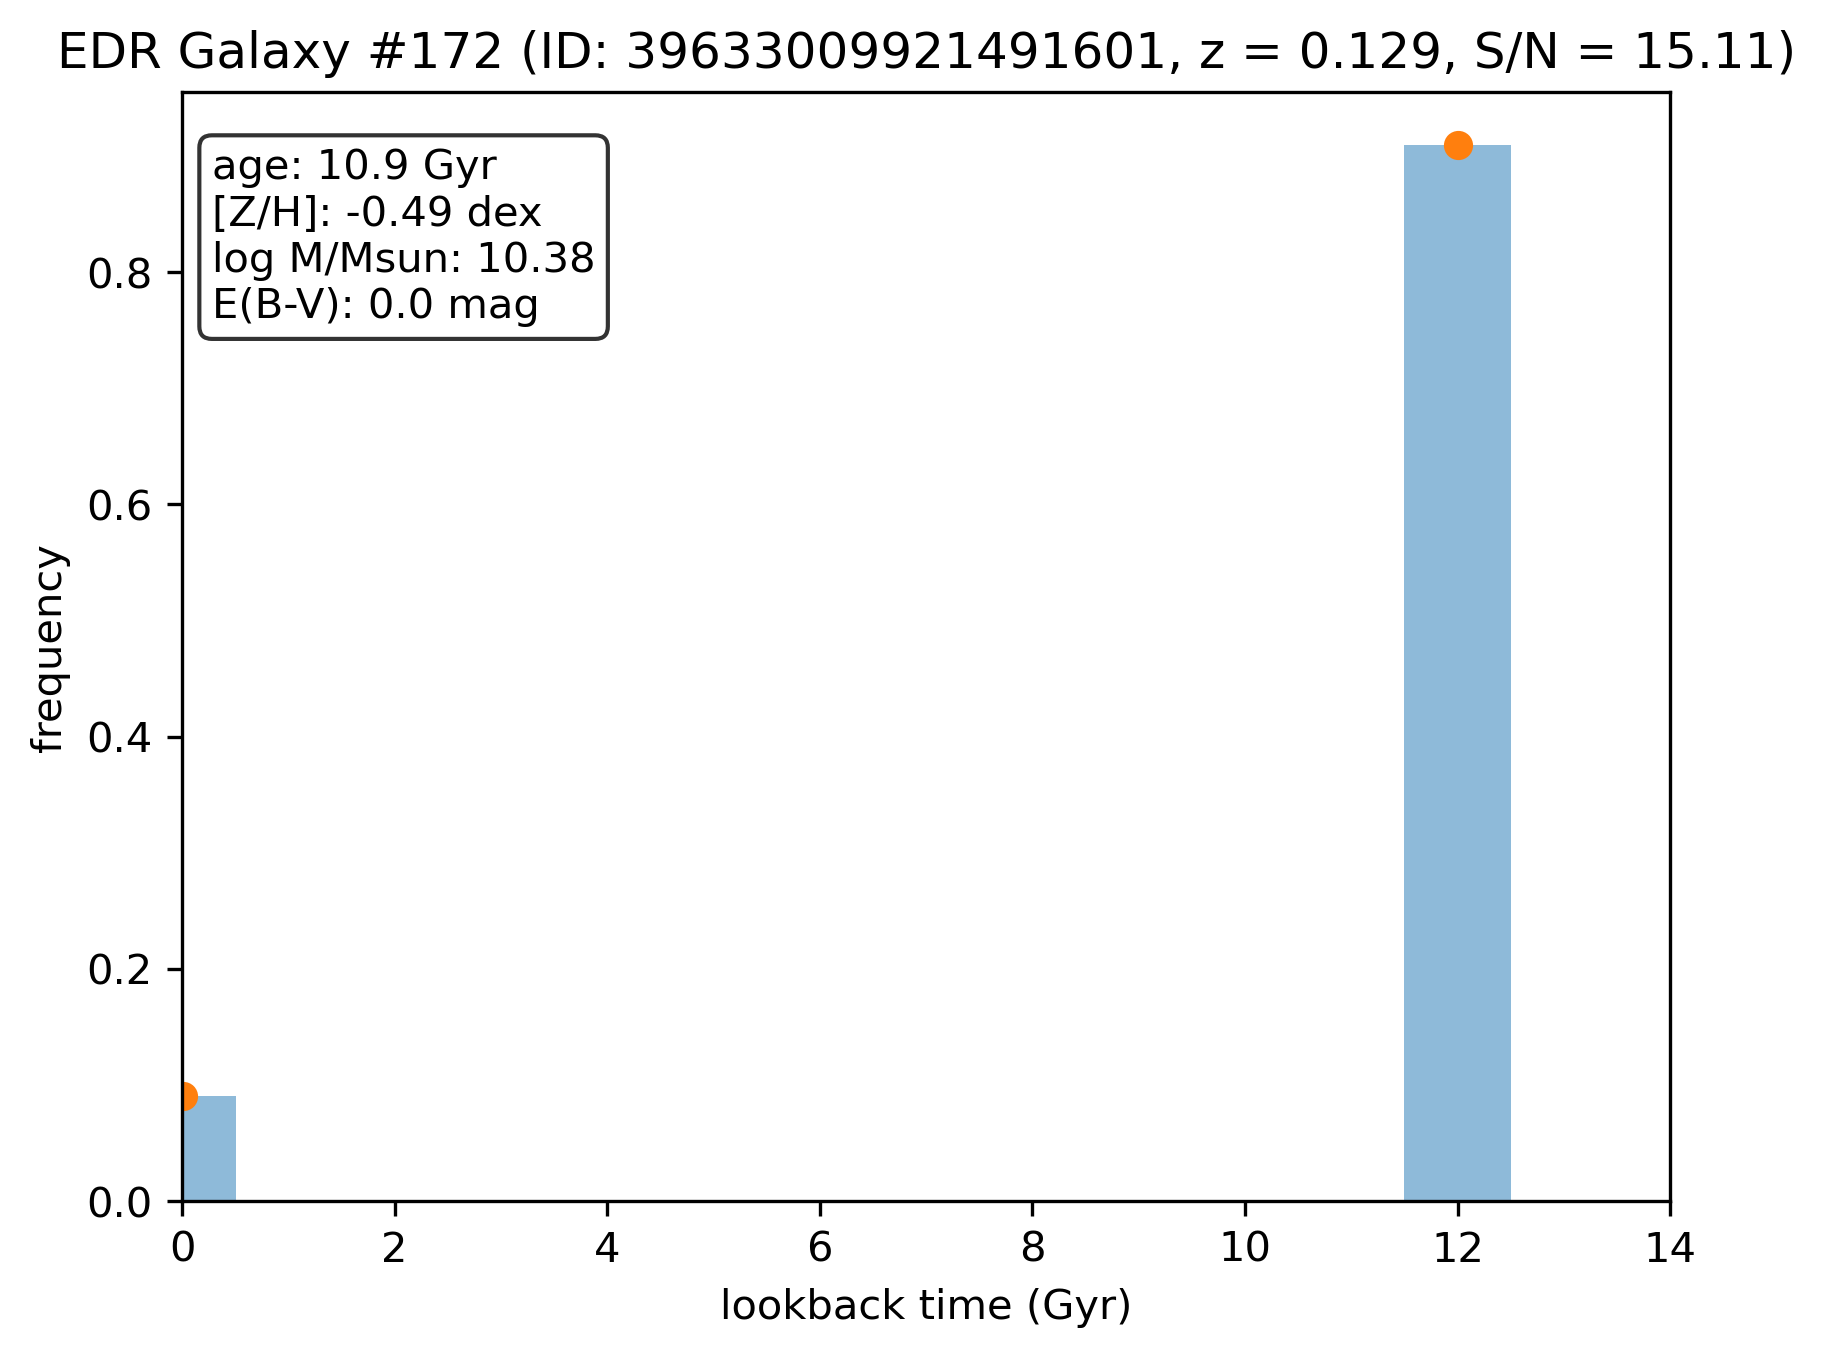 EDR Galaxy #172 (ID: 39633009921491601, z = 0.129, S/N = 15.11)
age: 10.9 Gyr
[Z/H]: -0.49 dex
log M/Msun: 10.38
E(B-V): 0.0 mag
frequency
0.8
0.6
0.4
0.2
0.0
0 2 4 6 8 10 12 14
lookback time (Gyr)